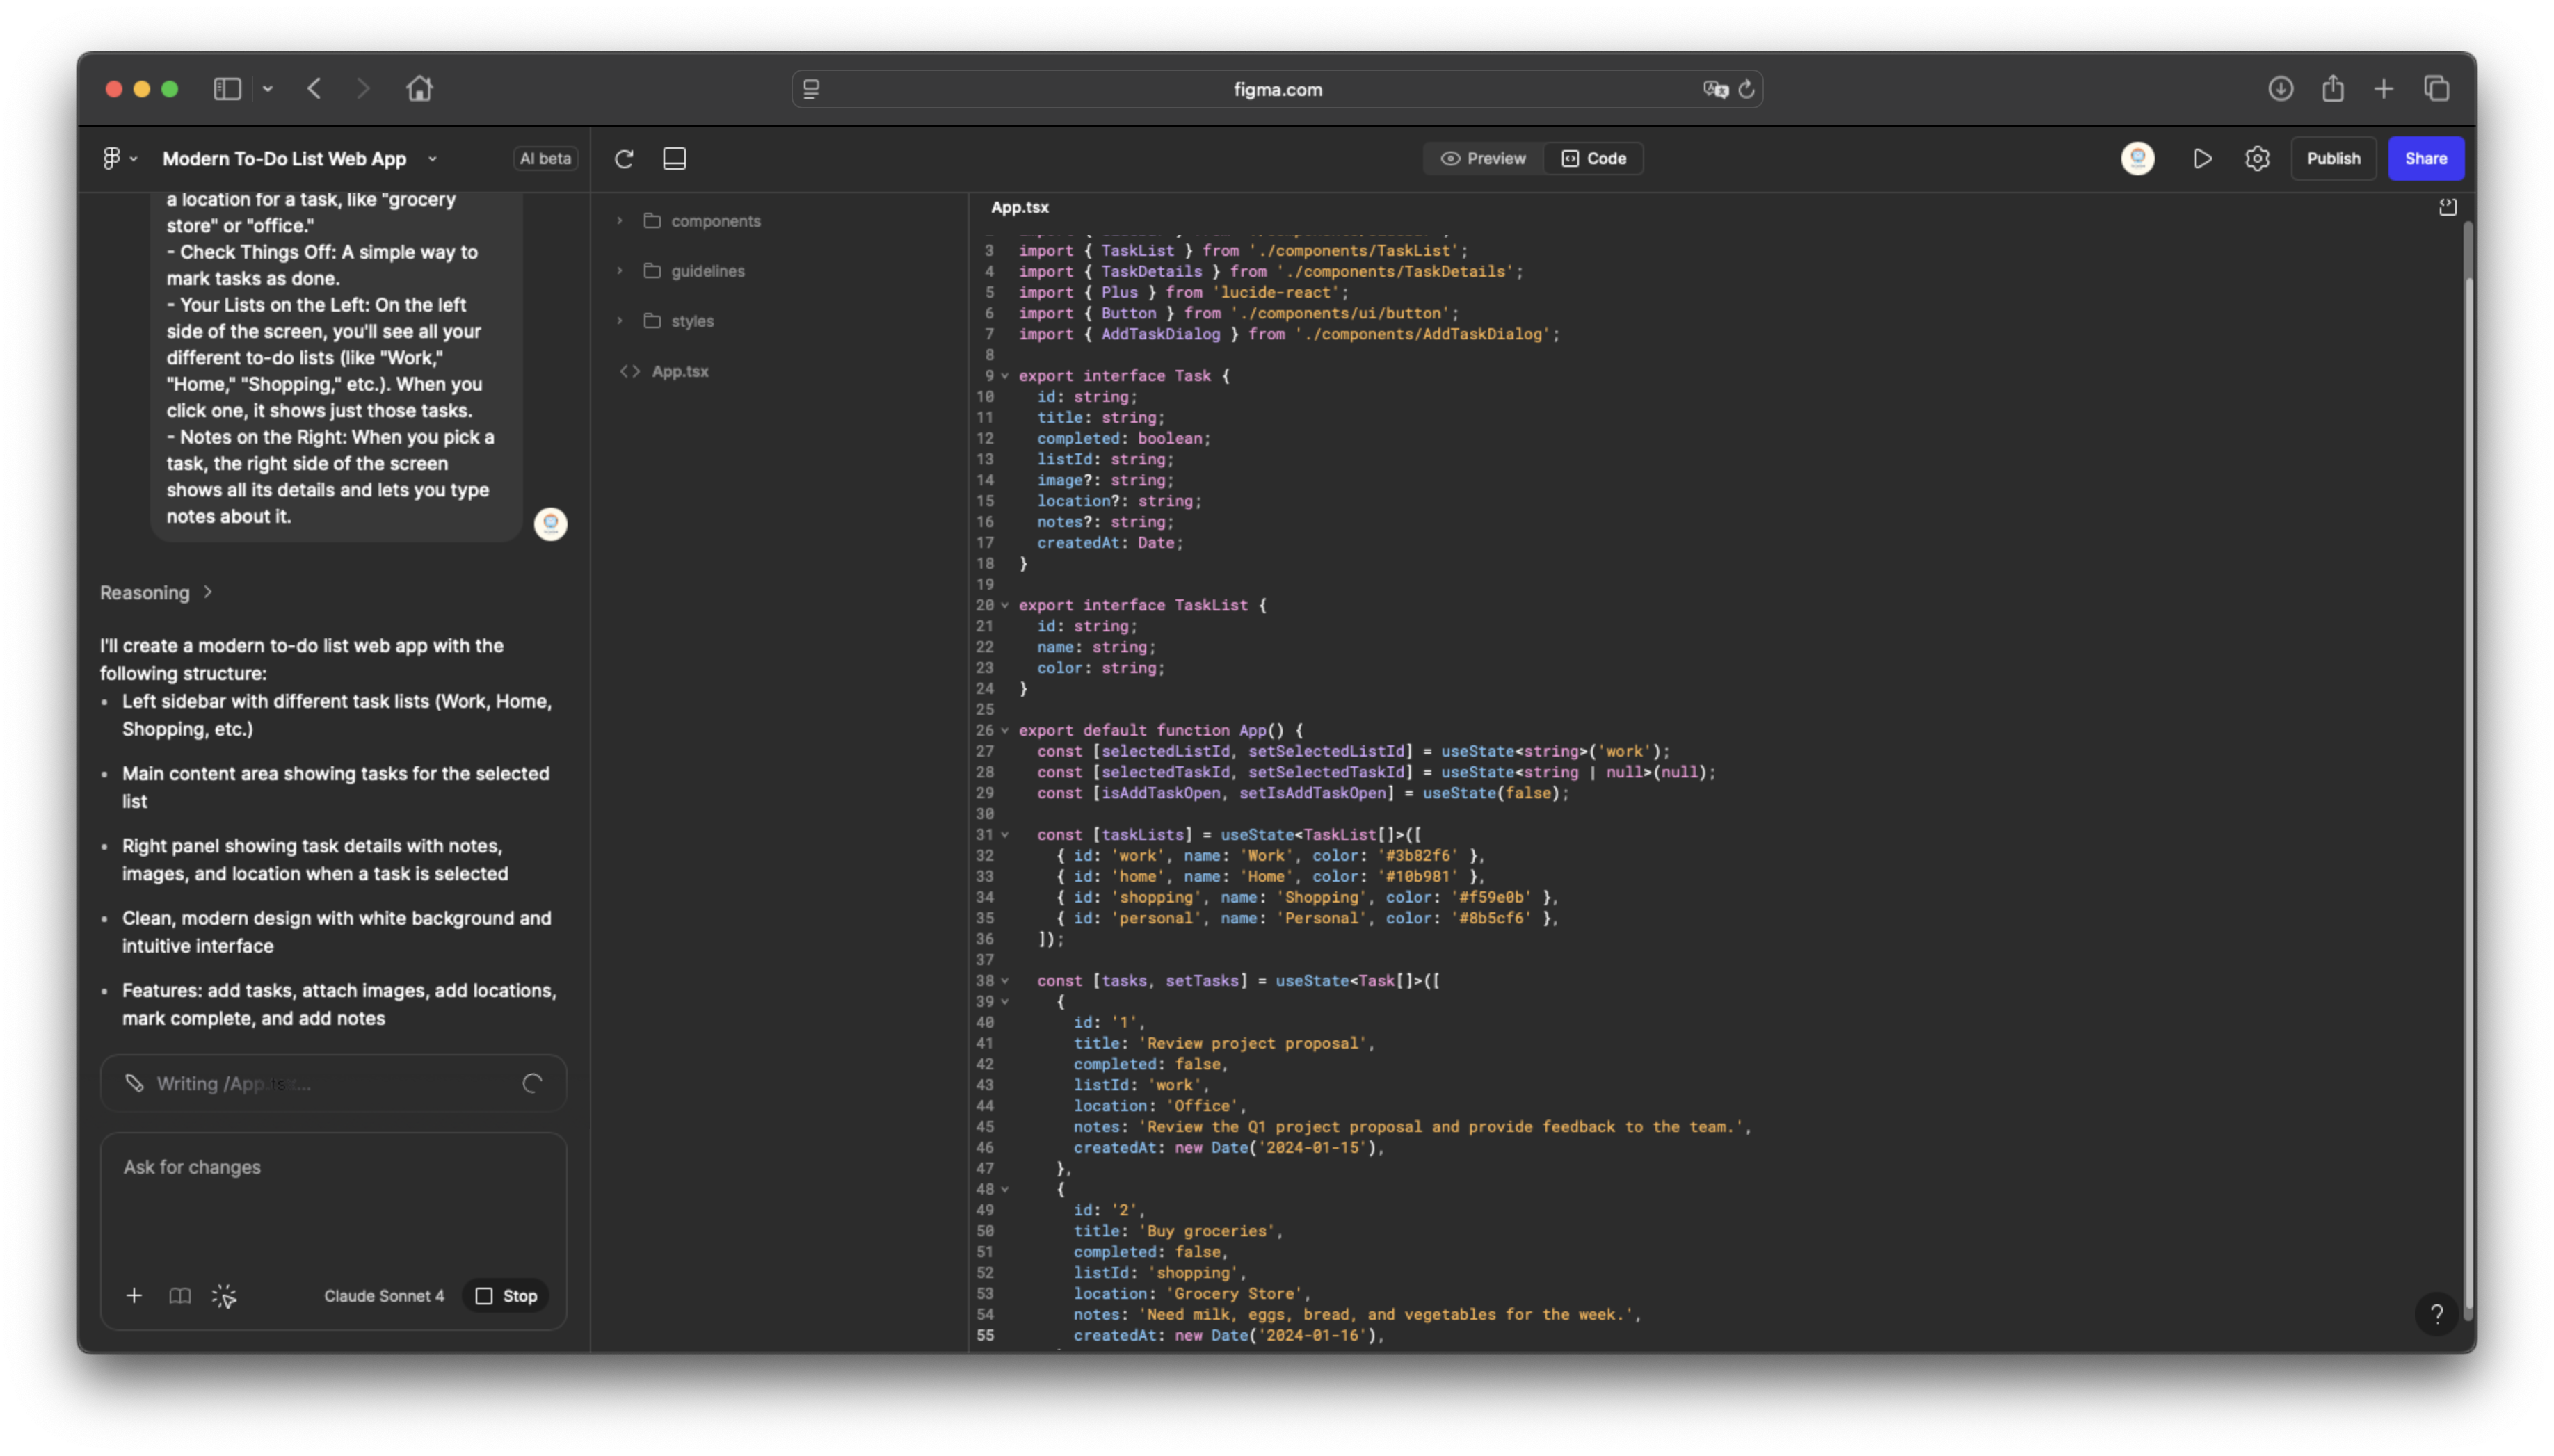 figma.com
Modern To-Do List Web App
AI beta
Preview
Code
Publish
Share
a location for a task, like "grocery
store" or "office."
- Check Things Off: A simple way to
mark tasks as done.
- Your Lists on the Left: On the left
side of the screen, you'll see all your
different to-do lists (like "Work,"
"Home," "Shopping," etc.). When you
click one, it shows just those tasks.
- Notes on the Right: When you pick a
task, the right side of the screen
shows all its details and lets you type
notes about it.
Reasoning
I'll create a modern to-do list web app with the
following structure:
• Left sidebar with different task lists (Work, Home,
Shopping, etc.)
• Main content area showing tasks for the selected
list
• Right panel showing task details with notes,
images, and location when a task is selected
• Clean, modern design with white background and
intuitive interface
• Features: add tasks, attach images, add locations,
mark complete, and add notes
Writing /App.tsx...
Ask for changes
Claude Sonnet 4
Stop
components
guidelines
styles
App.tsx
App.tsx
3 import { TaskList } from './components/TaskList';
4 import { TaskDetails } from './components/TaskDetails';
5 import { Plus } from 'lucide-react';
6 import { Button } from './components/ui/button';
7 import { AddTaskDialog } from './components/AddTaskDialog';
8
9 export interface Task {
10 id: string;
11 title: string;
12 completed: boolean;
13 listId: string;
14 image?: string;
15 location?: string;
16 notes?: string;
17 createdAt: Date;
18 }
19
20 export interface TaskList {
21 id: string;
22 name: string;
23 color: string;
24 }
25
26 export default function App() {
27 const [selectedListId, setSelectedListId] = useState<string>('work');
28 const [selectedTaskId, setSelectedTaskId] = useState<string | null>(null);
29 const [isAddTaskOpen, setIsAddTaskOpen] = useState(false);
30
31 const [taskLists] = useState<TaskList[]>([
32 { id: 'work', name: 'Work', color: '#3b82f6' },
33 { id: 'home', name: 'Home', color: '#10b981' },
34 { id: 'shopping', name: 'Shopping', color: '#f59e0b' },
35 { id: 'personal', name: 'Personal', color: '#8b5cf6' },
36 ]);
37
38 const [tasks, setTasks] = useState<Task[]>([
39 {
40 id: '1',
41 title: 'Review project proposal',
42 completed: false,
43 listId: 'work',
44 location: 'Office',
45 notes: 'Review the Q1 project proposal and provide feedback to the team.',
46 createdAt: new Date('2024-01-15'),
47 },
48 {
49 id: '2',
50 title: 'Buy groceries',
51 completed: false,
52 listId: 'shopping',
53 location: 'Grocery Store',
54 notes: 'Need milk, eggs, bread, and vegetables for the week.',
55 createdAt: new Date('2024-01-16'),
?